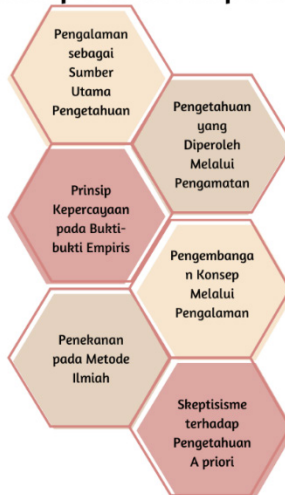 Pengalaman
sebagai
Sumber
Utama
Pengetahuan
Pengetahuan
yang
Diperoleh
Melalui
Pengamatan
Prinsip
Kepercayaan
pada Bukti-
bukti Empiris
Pengembanga
n Konsep
Melalui
Pengalaman
Penekanan
pada Metode
Ilmiah
Skeptisisme
terhadap
Pengetahuan
A priori